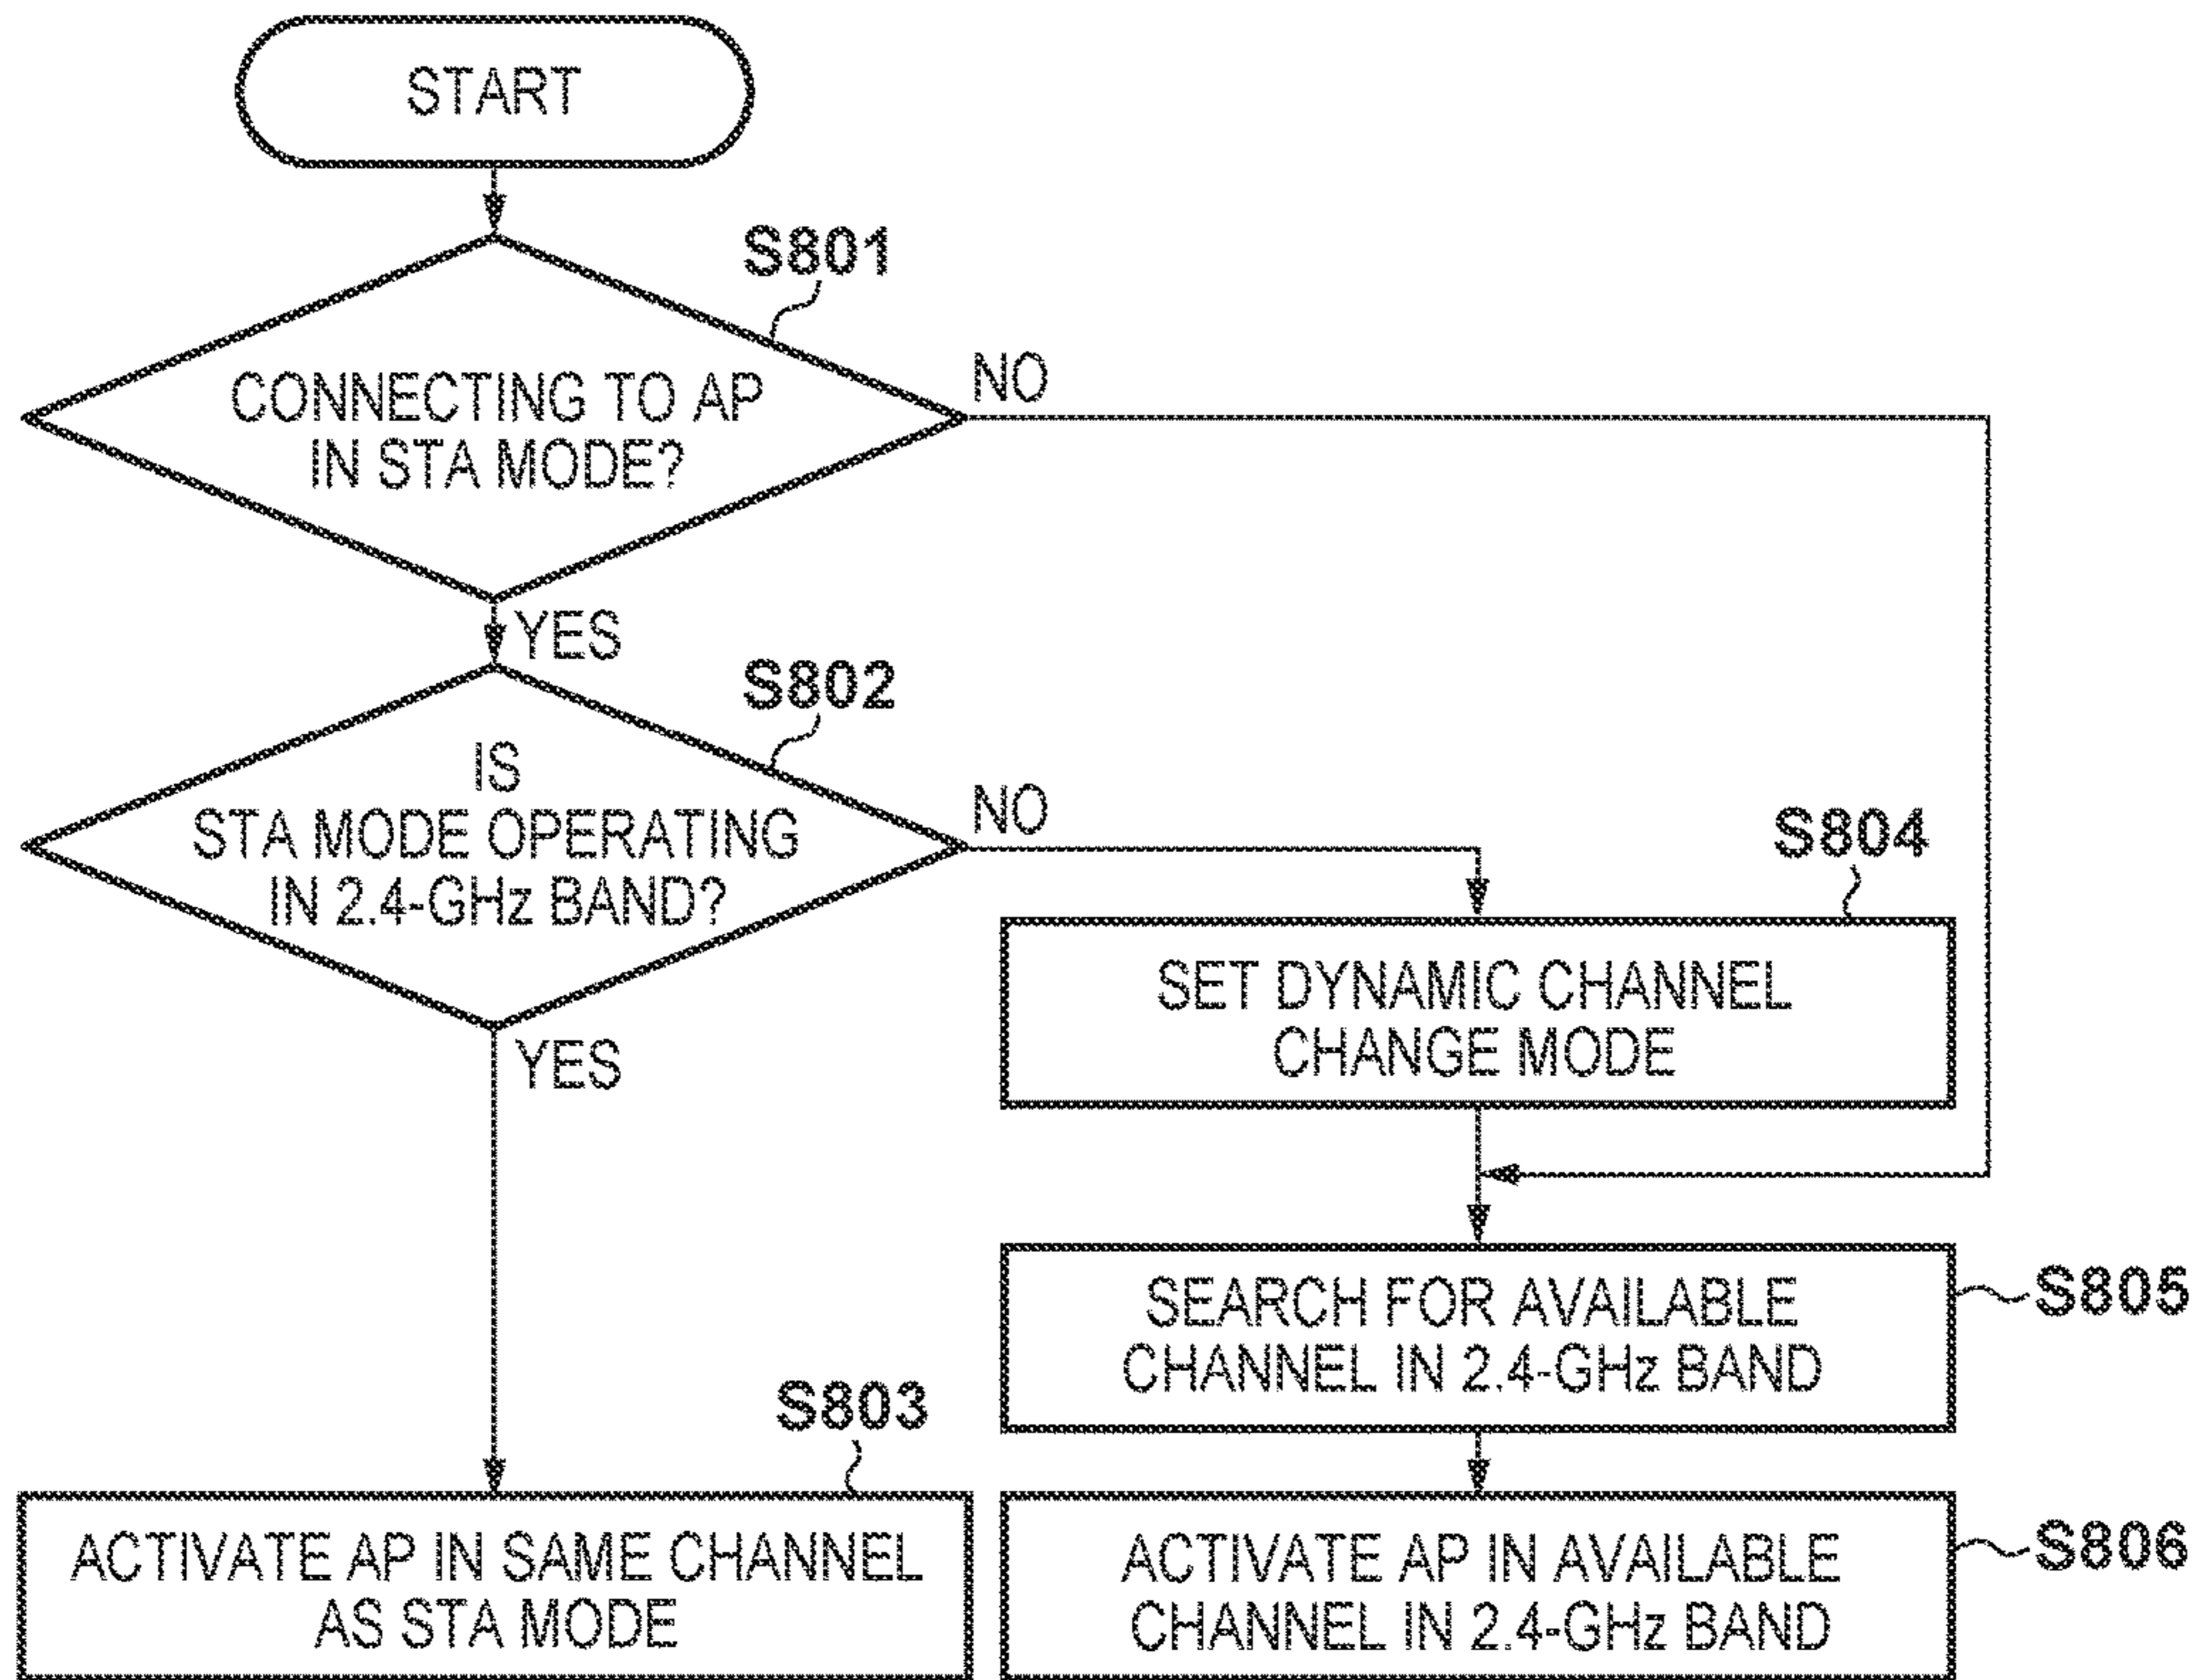 START
S801
CONNECTING TO AP
IN STA MODE?
NO
YES
S802
IS
STA MODE OPERATING
IN 2.4-GHz BAND?
NO
YES
S804
SET DYNAMIC CHANNEL
CHANGE MODE
SEARCH FOR AVAILABLE
CHANNEL IN 2.4-GHz BAND
S805
S803
ACTIVATE AP IN SAME CHANNEL
AS STA MODE
ACTIVATE AP IN AVAILABLE
CHANNEL IN 2.4-GHz BAND
S806